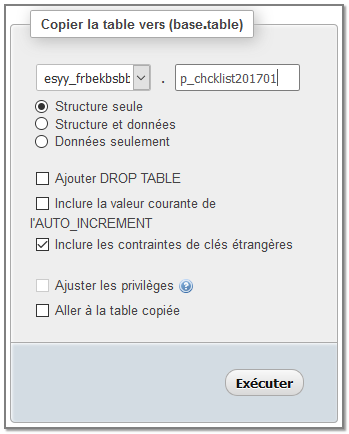 Copier la table vers (base.table)
esyy_frbekbsbb . p_chcklist201701
Structure seule
Structure et données
Données seulement
Ajouter DROP TABLE
Inclure la valeur courante de
l'AUTO_INCREMENT
Inclure les contraintes de clés étrangères
Ajuster les privilèges
Aller à la table copiée
Exécuter